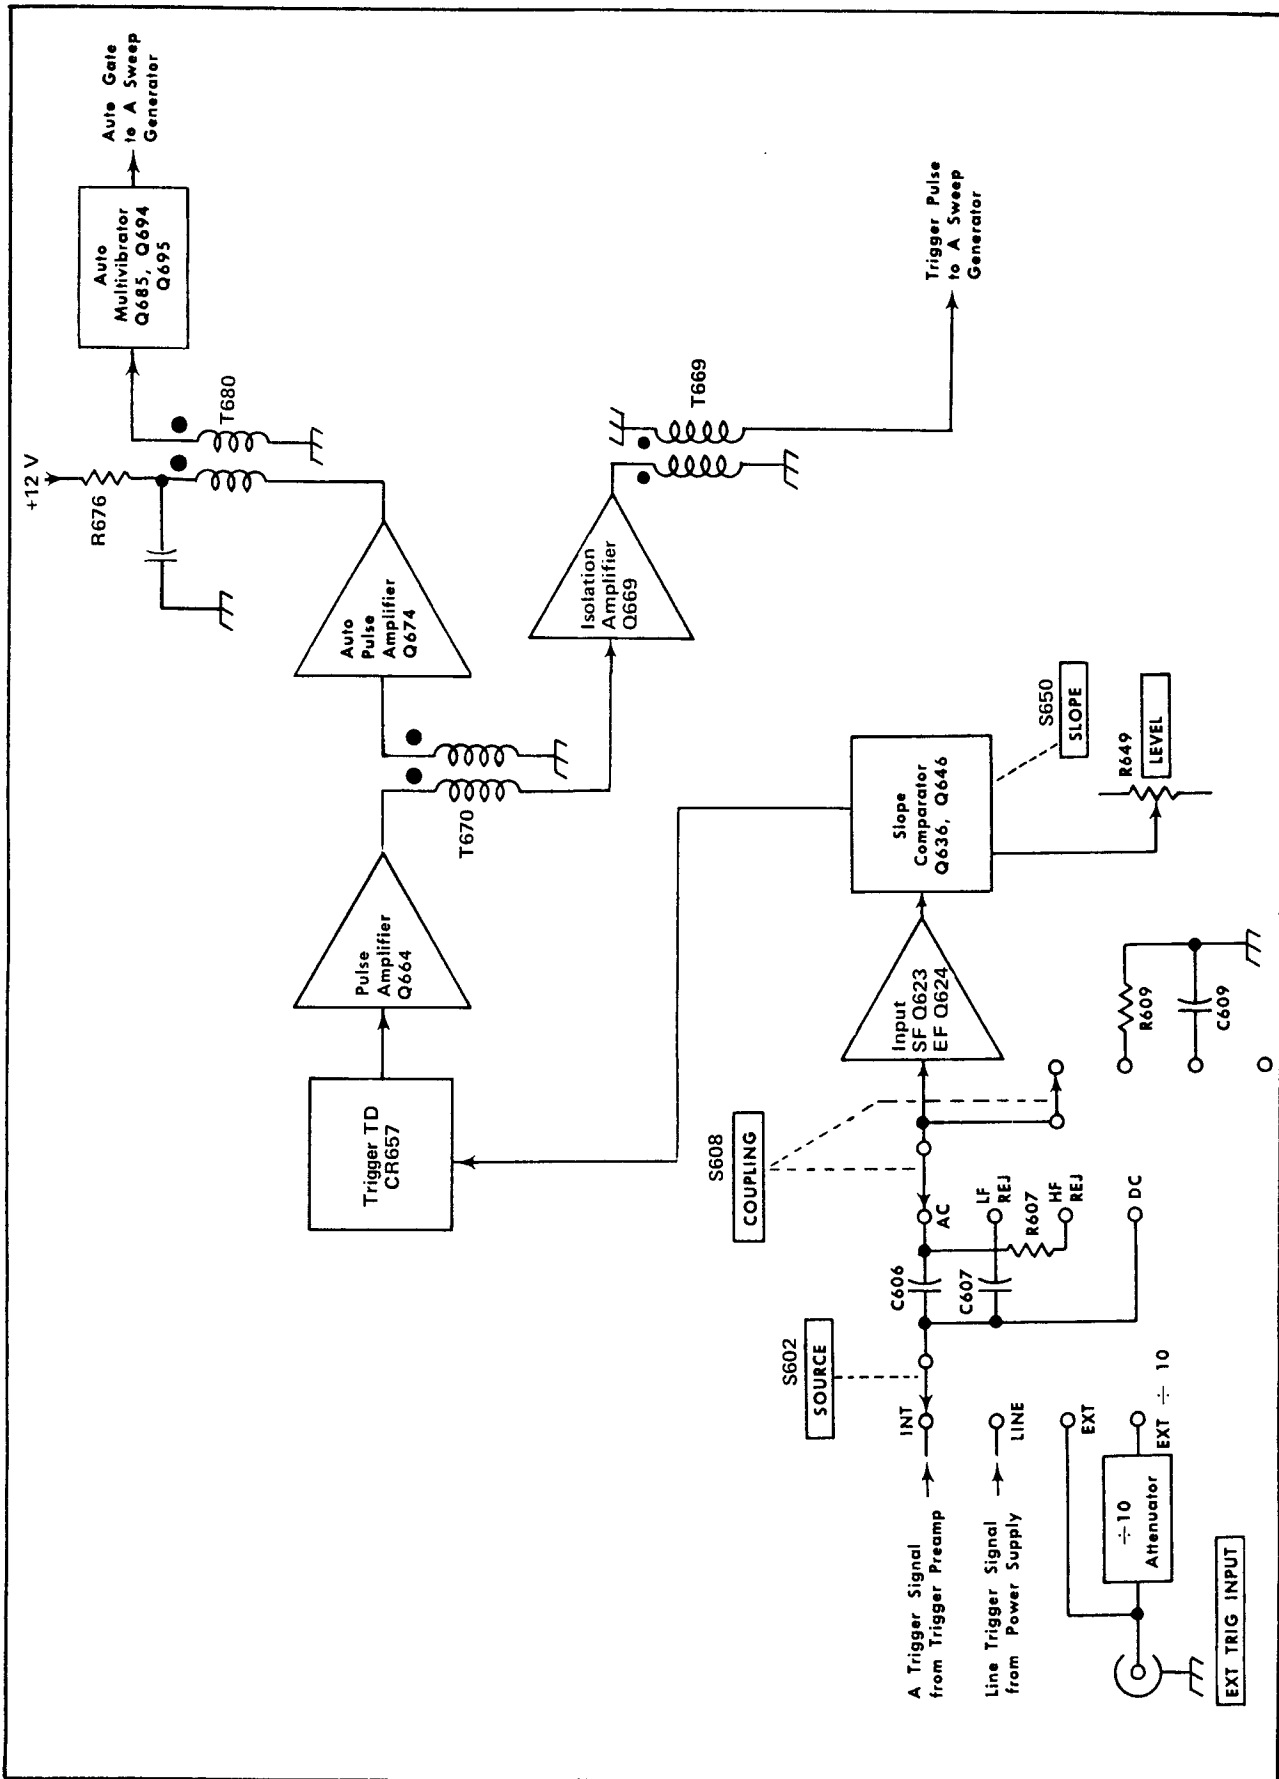 Auto Gate
to A Sweep
Generator
Auto
Multivibrator
Q685, Q694
Q695
+12 V
R676
T680
Auto
Pulse
Amplifier
Q674
Isolation
Amplifier
Q669
T669
Trigger Pulse
to A Sweep
Generator
T670
Pulse
Amplifier
Q664
Trigger TD
CR657
Slope
Comparator
Q636, Q646
S650
SLOPE
R649
LEVEL
Input
SF Q623
EF Q624
R609
C609
S608
COUPLING
AC
LF
REJ
HF
REJ
DC
R607
C606
C607
S602
SOURCE
INT
LINE
EXT
EXT ÷ 10
A Trigger Signal
from Trigger Preamp
Line Trigger Signal
from Power Supply
÷10
Attenuator
EXT TRIG INPUT